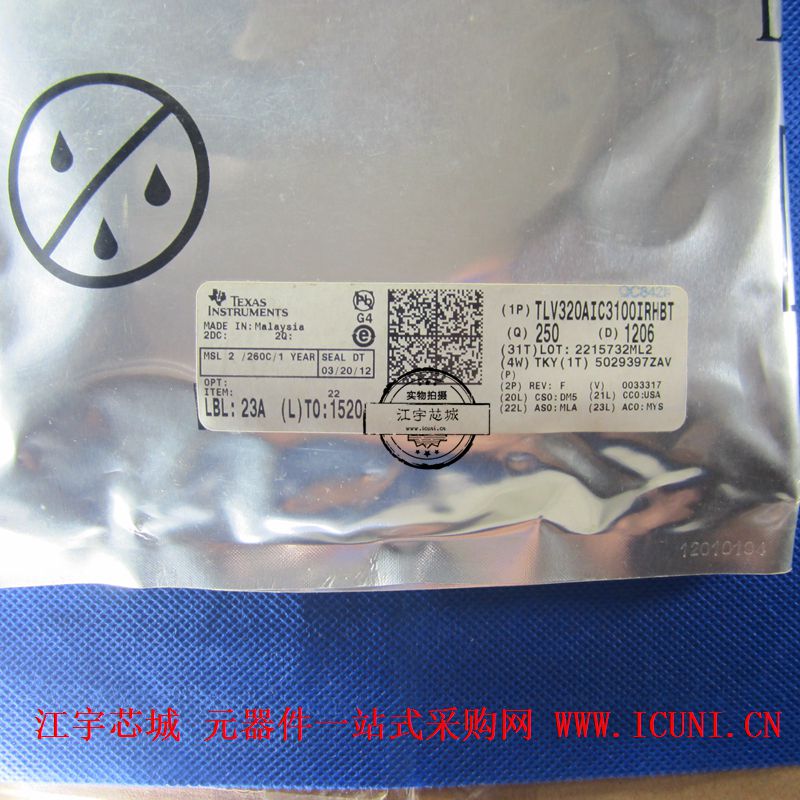 TEXAS
INSTRUMENTS
MADE IN: Malaysia
2DC: 2Q:
MSL 2 /260C/1 YEAR SEAL DT
03/20/12
OPT:
ITEM: 22
LBL: 23A (L)TO:1520
Pb
G4
e
(1P) TLV320AIC3100IRHBT
(Q) 250 (D) 1206
(31T)LOT: 2215732ML2
(4W) TKY(1T) 5029397ZAV
(P)
(2P) REV: F (V) 0033317
(20L) CSO:DM5 (21L) CCO:USA
(22L) ASO:MLA (23L) ACO:MYS
实物拍摄
江宇芯城
www.icuni.cn
12010104
江宇芯城 元器件一站式采购网 WWW.ICUNI.CN